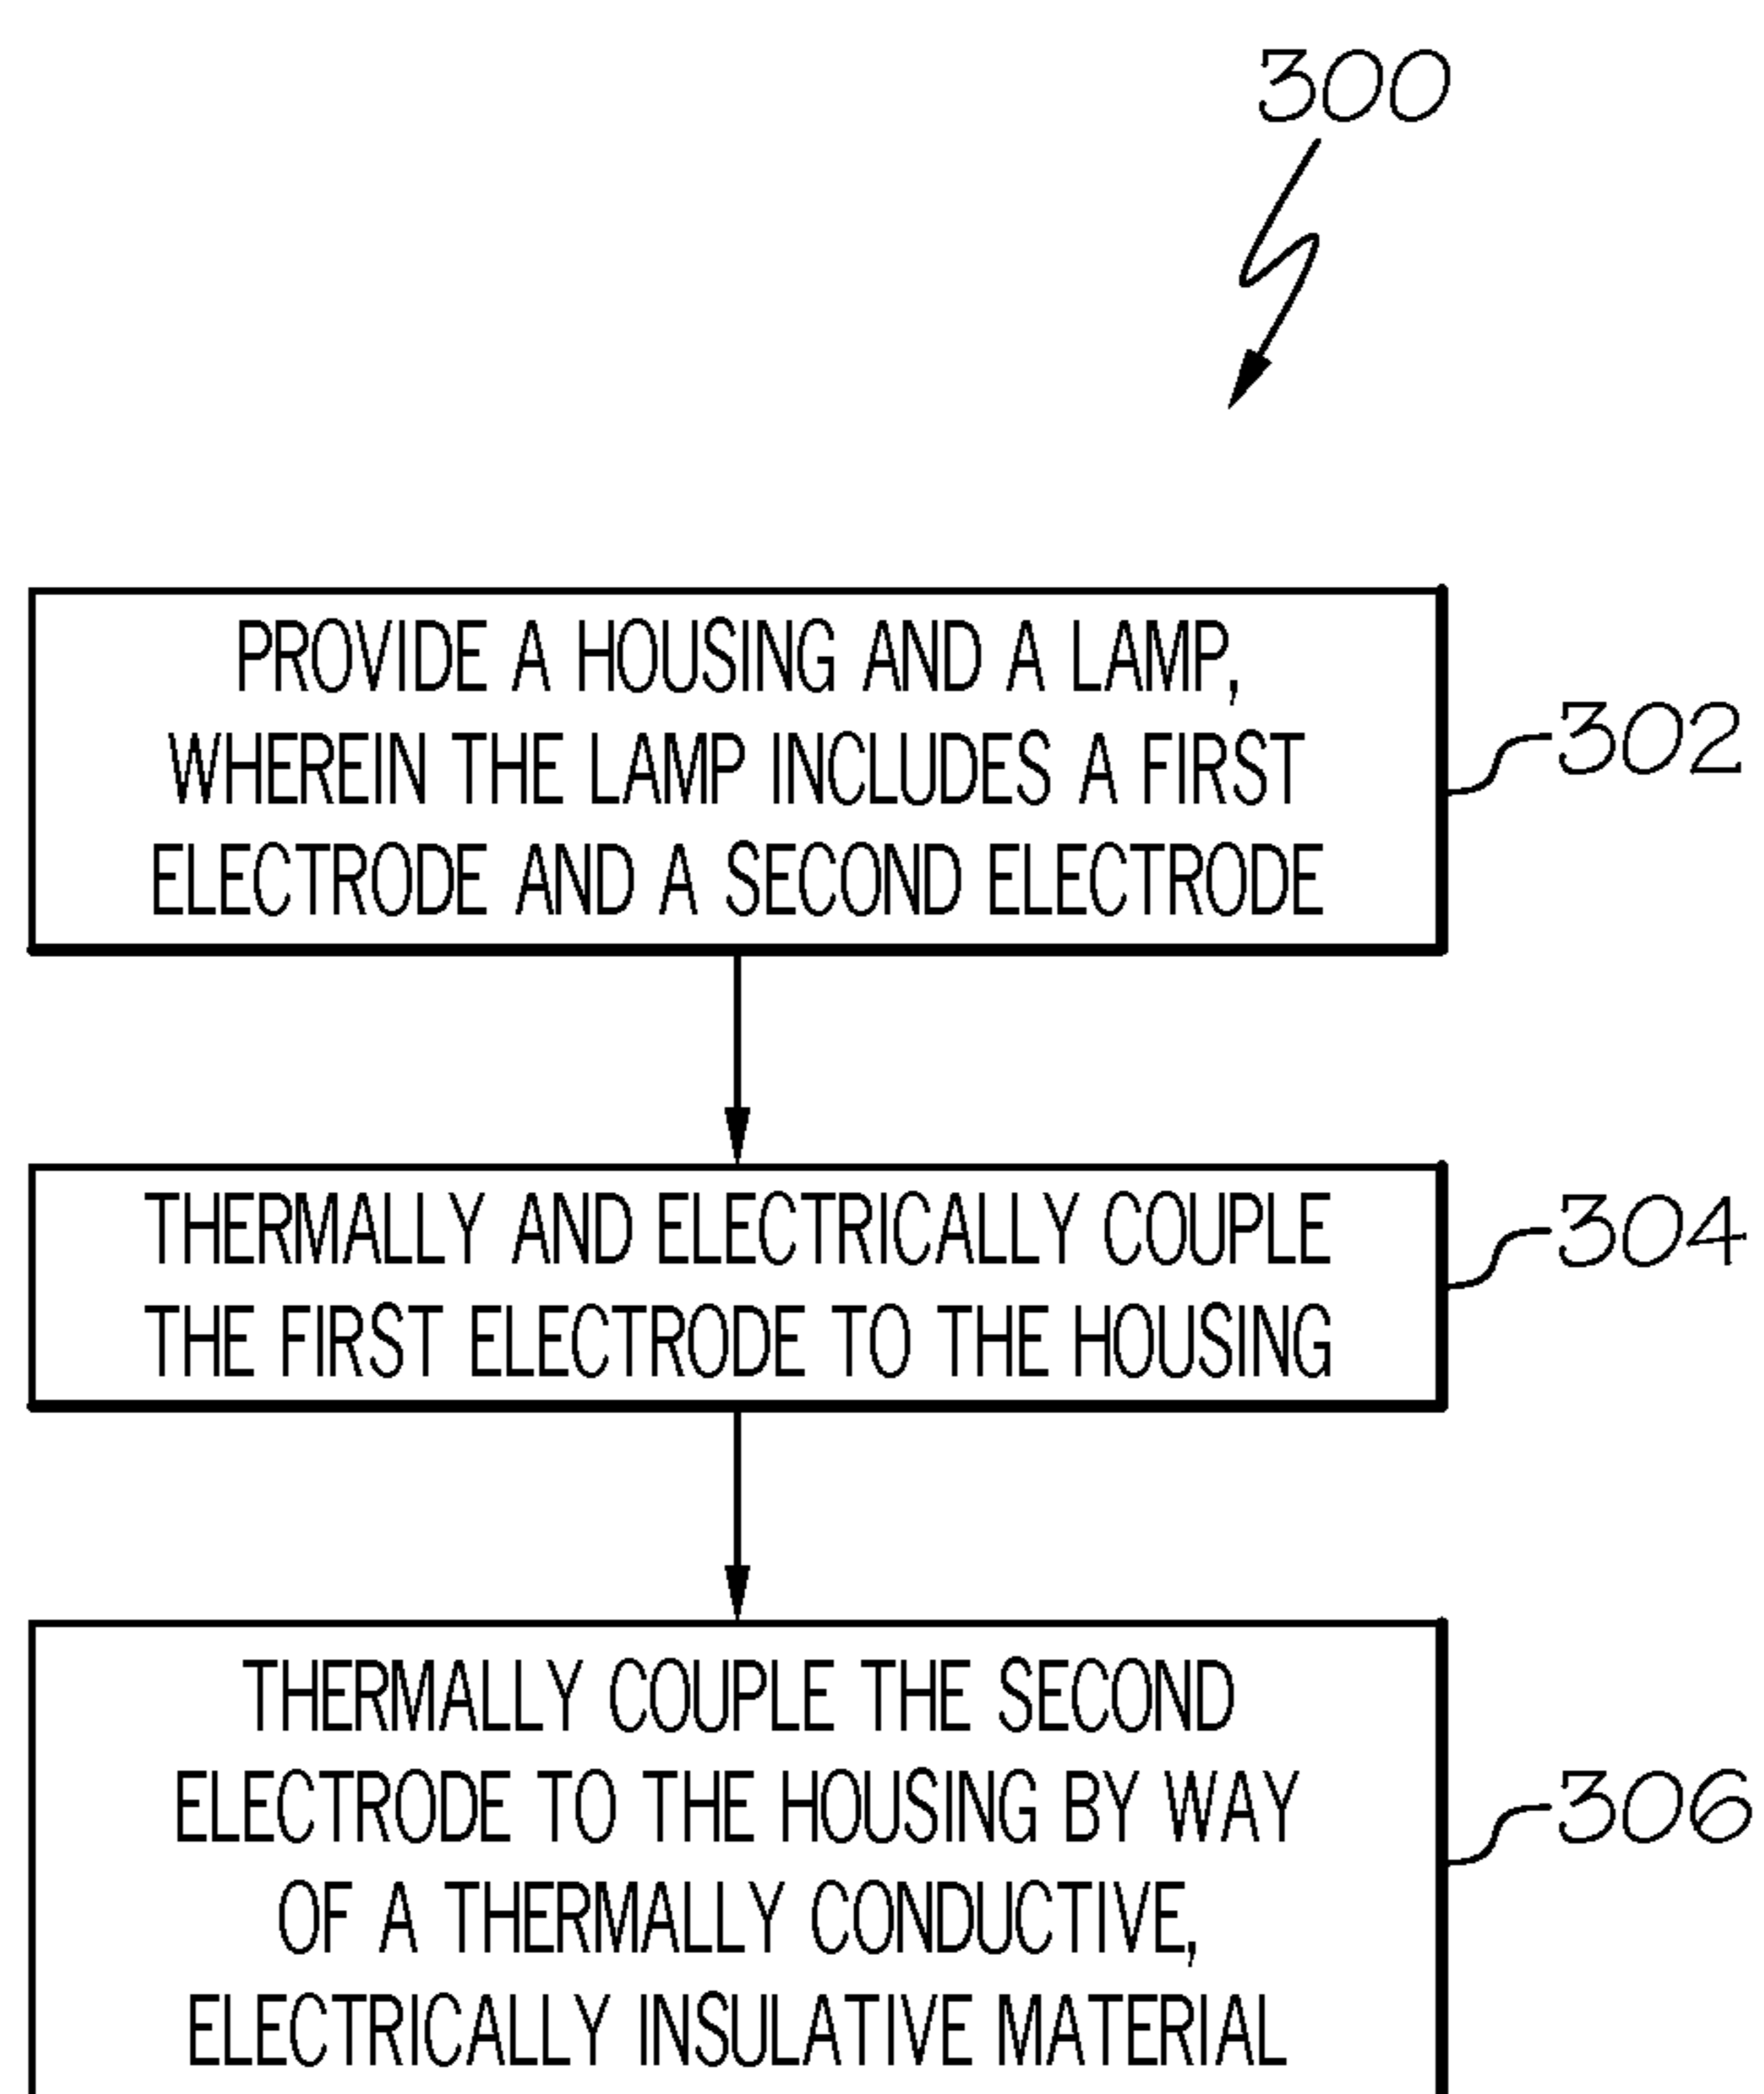 300
PROVIDE A HOUSING AND A LAMP,
WHEREIN THE LAMP INCLUDES A FIRST
ELECTRODE AND A SECOND ELECTRODE
302
THERMALLY AND ELECTRICALLY COUPLE
THE FIRST ELECTRODE TO THE HOUSING
304
THERMALLY COUPLE THE SECOND
ELECTRODE TO THE HOUSING BY WAY
OF A THERMALLY CONDUCTIVE,
ELECTRICALLY INSULATIVE MATERIAL
306